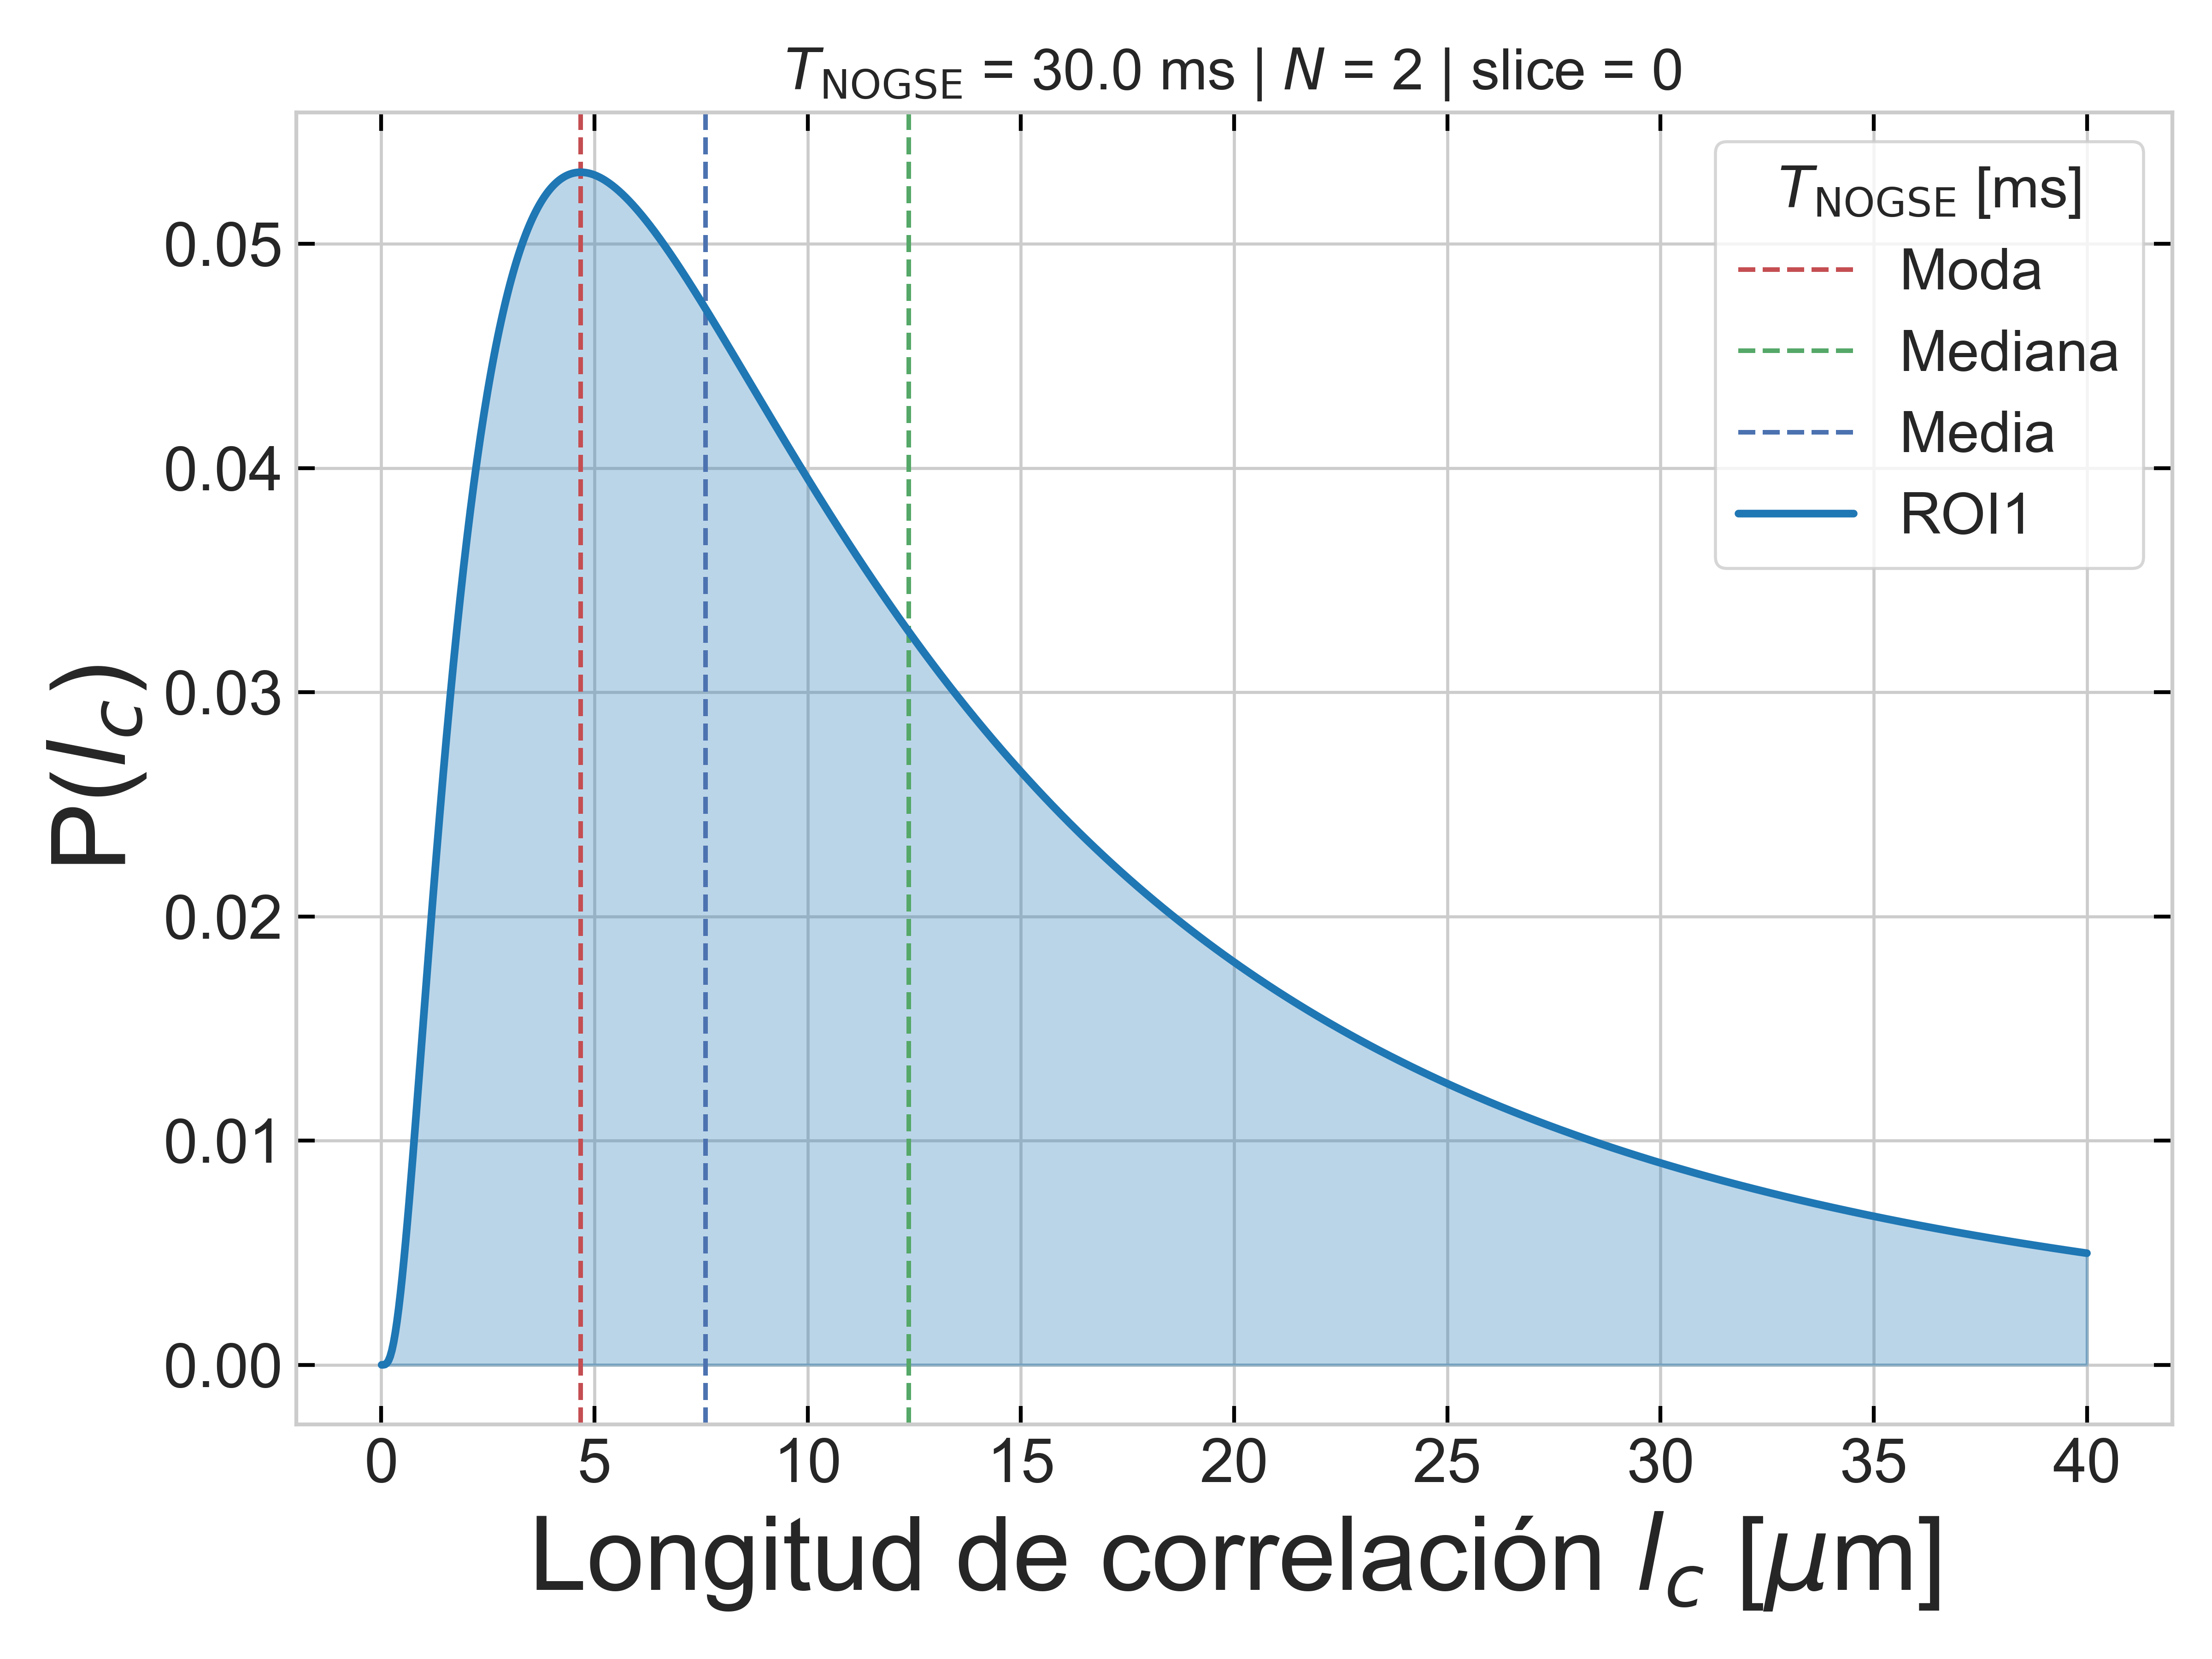 T_NOGSE = 30.0 ms | N = 2 | slice = 0
T_NOGSE [ms]
Moda
Mediana
Media
ROI1
P(l_c)
0.05
0.04
0.03
0.02
0.01
0.00
0 5 10 15 20 25 30 35 40
Longitud de correlación l_c [μm]